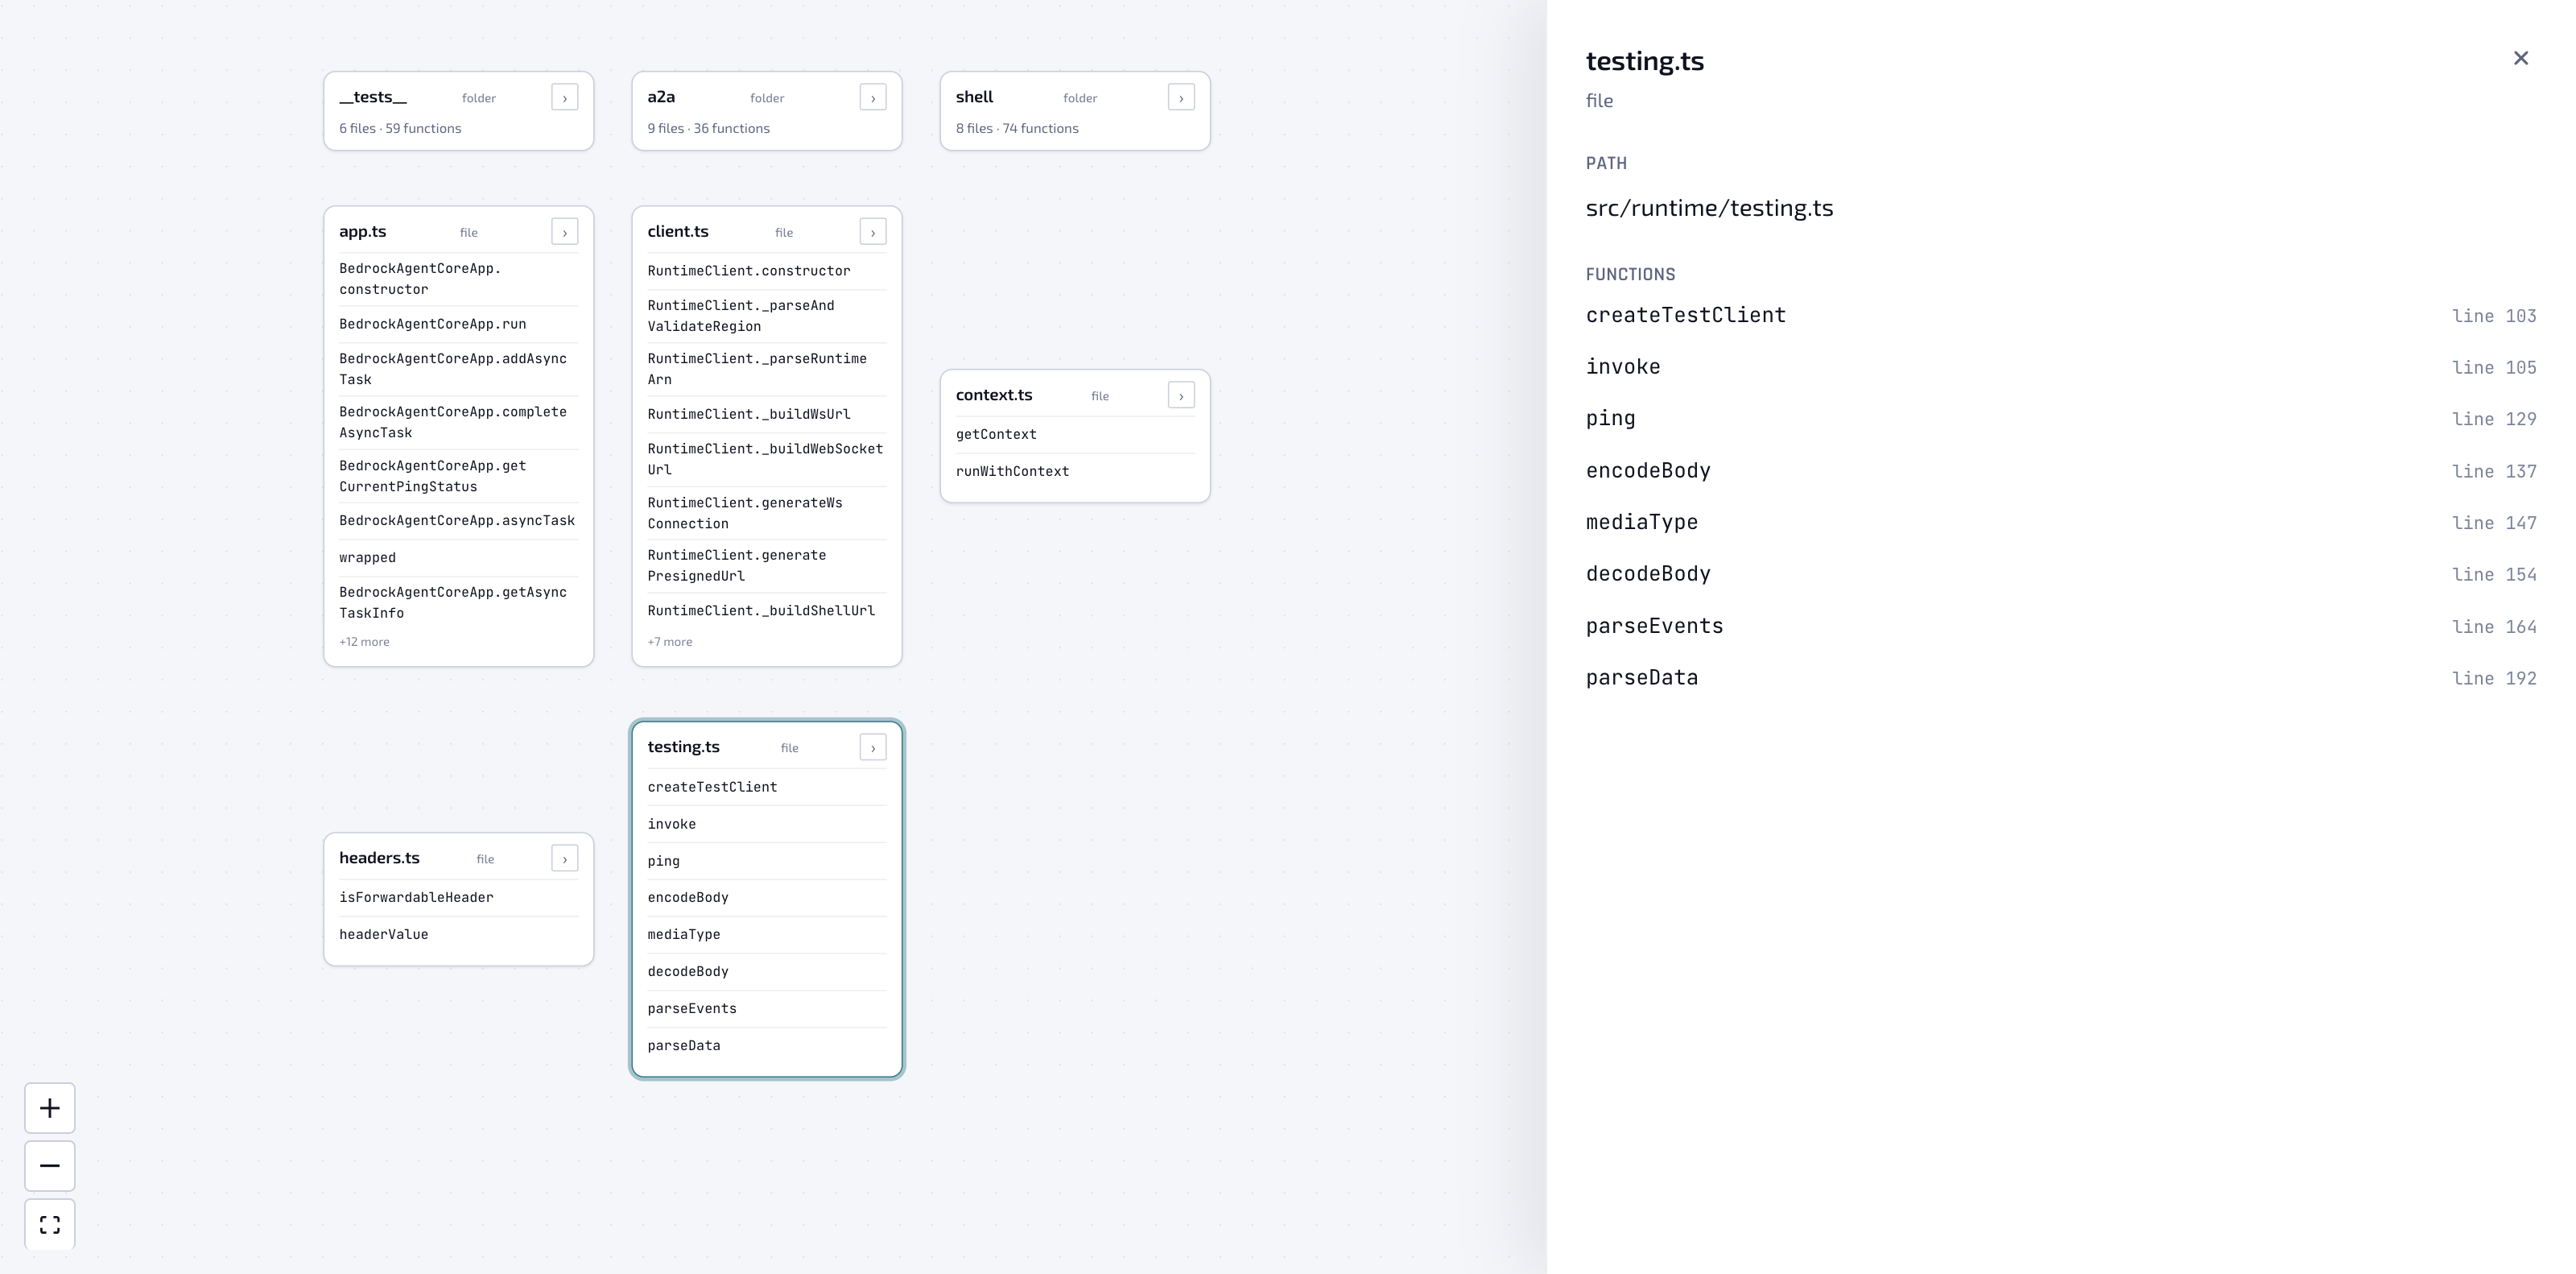 __tests__ folder ›
6 files · 59 functions
a2a folder ›
9 files · 36 functions
shell folder ›
8 files · 74 functions
app.ts file ›
BedrockAgentCoreApp.
constructor
BedrockAgentCoreApp.run
BedrockAgentCoreApp.addAsync
Task
BedrockAgentCoreApp.complete
AsyncTask
BedrockAgentCoreApp.get
CurrentPingStatus
BedrockAgentCoreApp.asyncTask
wrapped
BedrockAgentCoreApp.getAsync
TaskInfo
+12 more
client.ts file ›
RuntimeClient.constructor
RuntimeClient._parseAnd
ValidateRegion
RuntimeClient._parseRuntime
Arn
RuntimeClient._buildWsUrl
RuntimeClient._buildWebSocket
Url
RuntimeClient.generateWs
Connection
RuntimeClient.generate
PresignedUrl
RuntimeClient._buildShellUrl
+7 more
context.ts file ›
getContext
runWithContext
headers.ts file ›
isForwardableHeader
headerValue
testing.ts file ›
createTestClient
invoke
ping
encodeBody
mediaType
decodeBody
parseEvents
parseData
testing.ts
file
PATH
src/runtime/testing.ts
FUNCTIONS
createTestClient line 103
invoke line 105
ping line 129
encodeBody line 137
mediaType line 147
decodeBody line 154
parseEvents line 164
parseData line 192